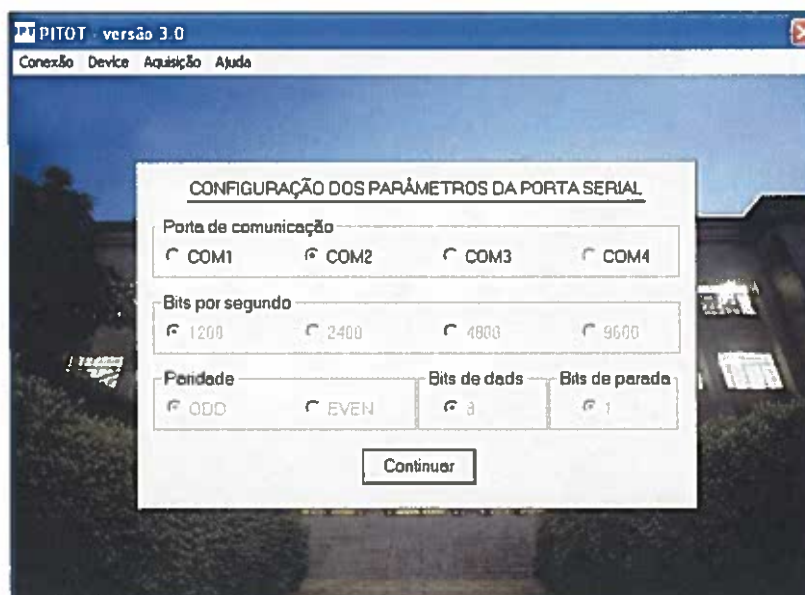 PITOT - versão 3.0
Conexão Device Aquisição Ajuda
CONFIGURAÇÃO DOS PARÂMETROS DA PORTA SERIAL
Porta de comunicação
COM1 COM2 COM3 COM4
Bits por segundo
1200 2400 4800 9600
Paridade Bits de dads Bits de parada
ODD EVEN 8 1
Continuar